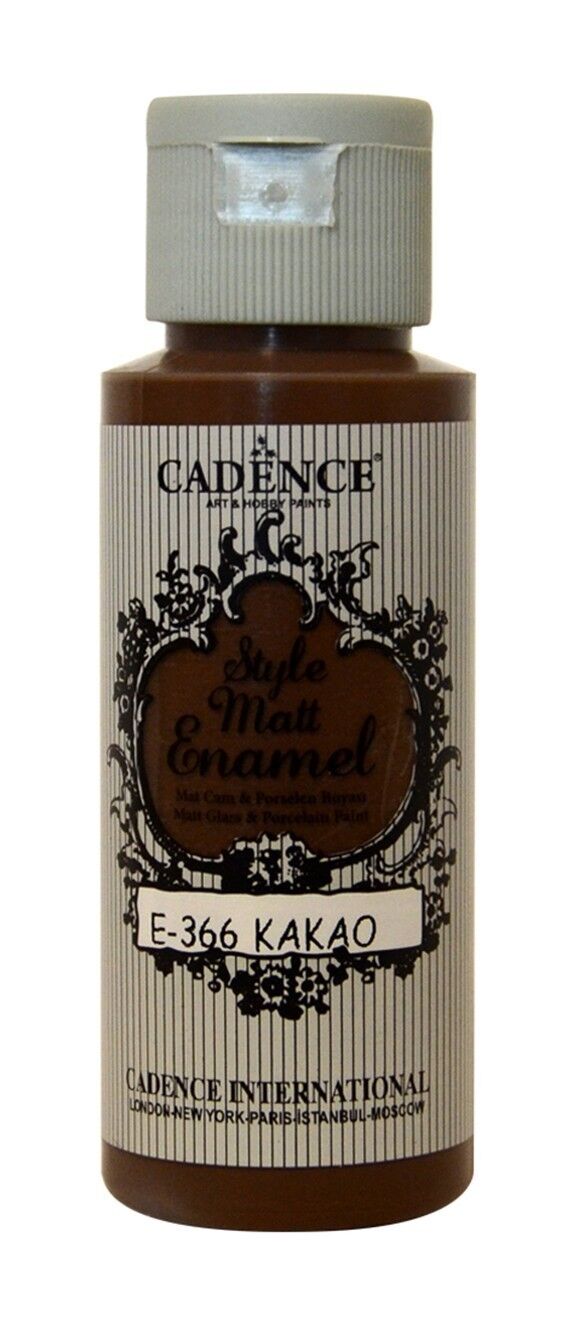 CADENCE®
ART & HOBBY PAINTS
Style
Matt
Enamel
Mat Cam & Porselen Boyası
Matt Glass & Porcelain Paint
E-366 KAKAO
CADENCE INTERNATIONAL
LONDON-NEW YORK-PARIS-İSTANBUL-MOSCOW